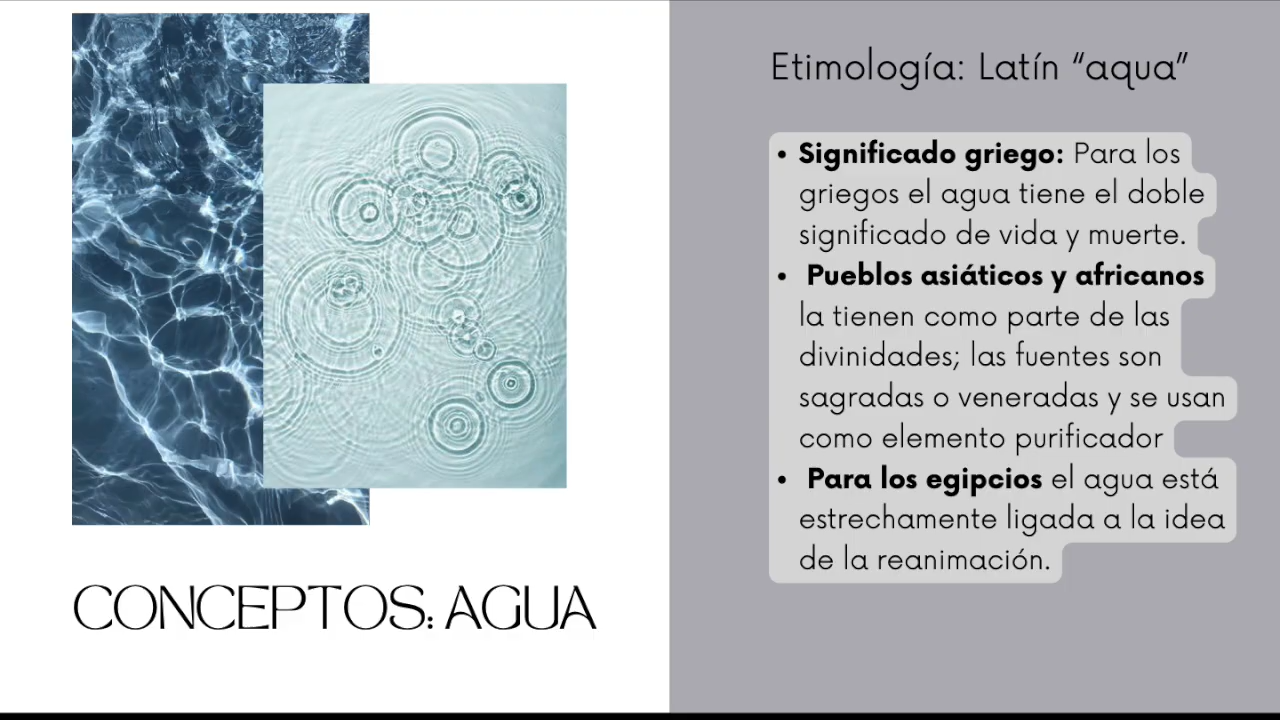 Etimología: Latín “aqua”
• Significado griego: Para los
griegos el agua tiene el doble
significado de vida y muerte.
• Pueblos asiáticos y africanos
la tienen como parte de las
divinidades; las fuentes son
sagradas o veneradas y se usan
como elemento purificador
• Para los egipcios el agua está
estrechamente ligada a la idea
de la reanimación.
CONCEPTOS: AGUA